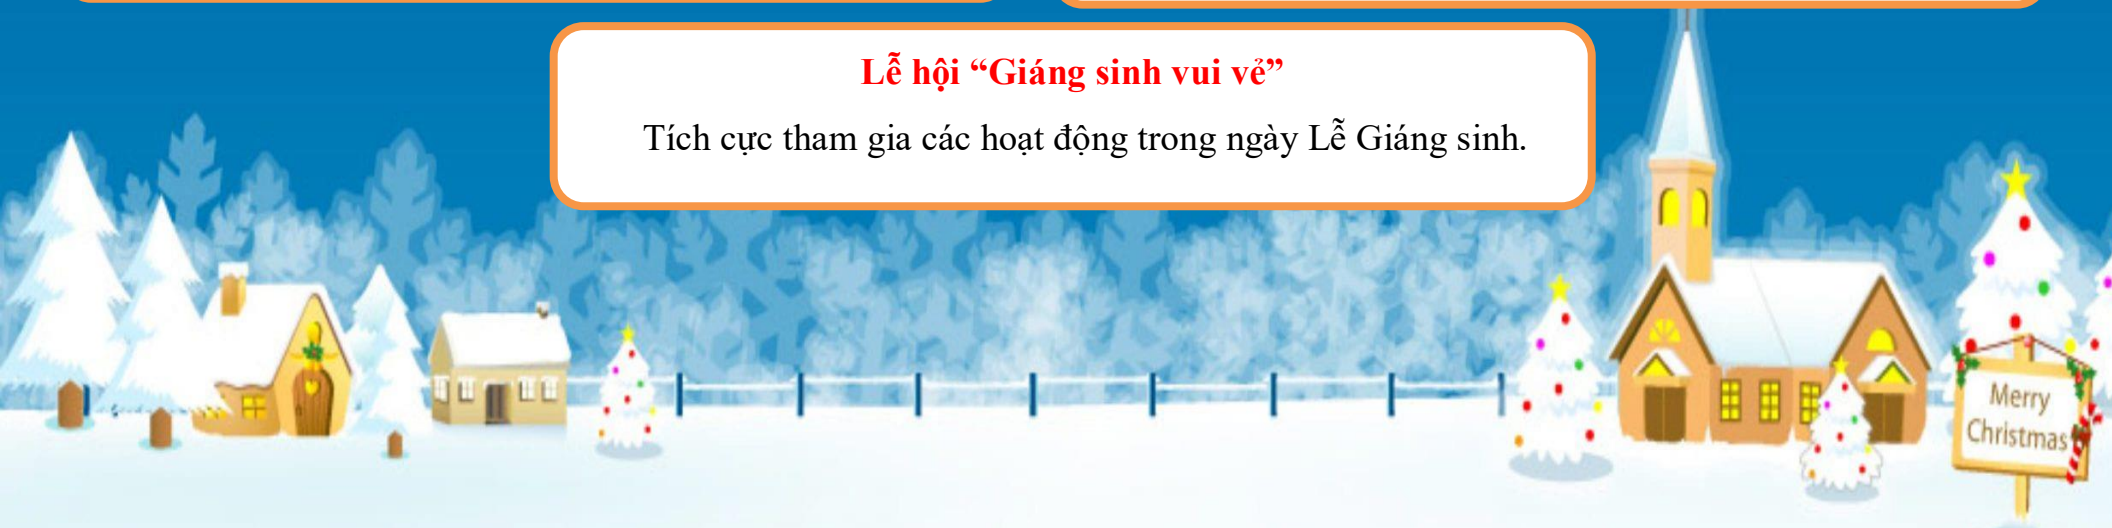 Lễ hội “Giáng sinh vui vẻ”
Tích cực tham gia các hoạt động trong ngày Lễ Giáng sinh.
Merry
Christmas